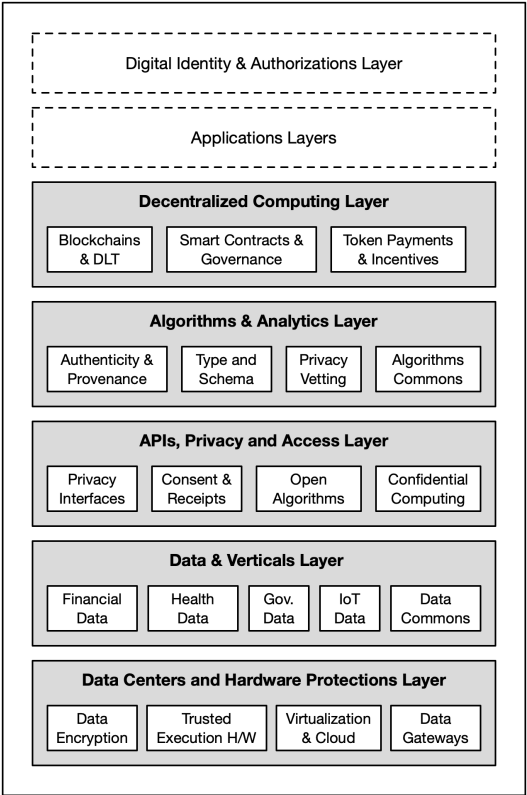 Digital Identity & Authorizations Layer
Applications Layers
Decentralized Computing Layer
Blockchains
& DLT
Smart Contracts &
Governance
Token Payments
& Incentives
Algorithms & Analytics Layer
Authenticity &
Provenance
Type and
Schema
Privacy
Vetting
Algorithms
Commons
APIs, Privacy and Access Layer
Privacy
Interfaces
Consent &
Receipts
Open
Algorithms
Confidential
Computing
Data & Verticals Layer
Financial
Data
Health
Data
Gov.
Data
IoT
Data
Data
Commons
Data Centers and Hardware Protections Layer
Data
Encryption
Trusted
Execution H/W
Virtualization
& Cloud
Data
Gateways